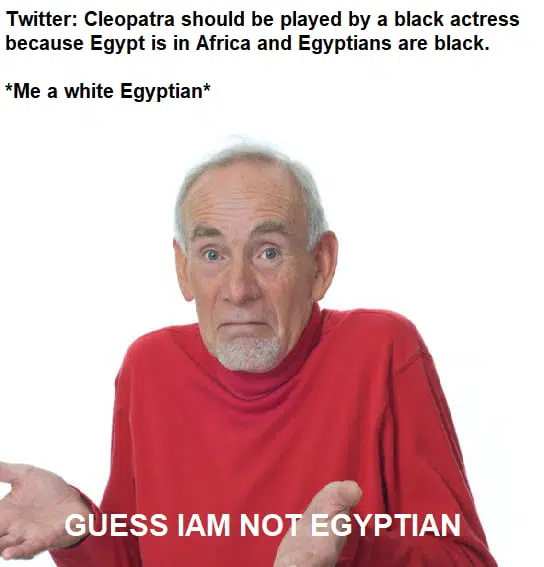 Twitter: Cleopatra should be played by a black actress
because Egypt is in Africa and Egyptians are black.
*Me a white Egyptian*
GUESS IAM NOT EGYPTIAN